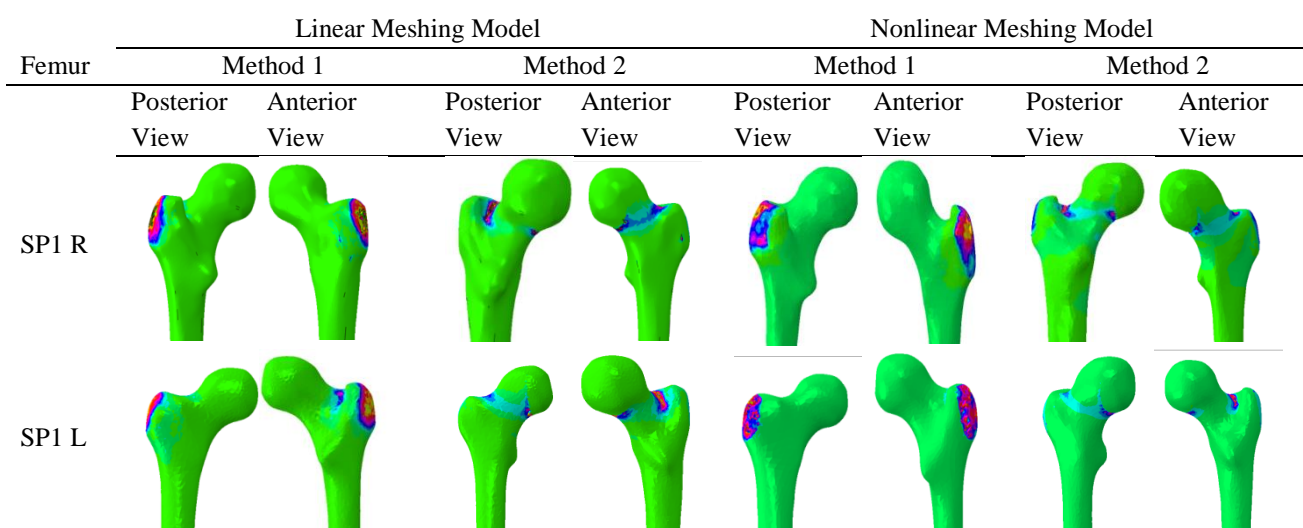 Linear Meshing Model Nonlinear Meshing Model
Femur Method 1 Method 2 Method 1 Method 2
Posterior Anterior Posterior Anterior Posterior Anterior Posterior Anterior
View View View View View View View View
SP1 R
SP1 L